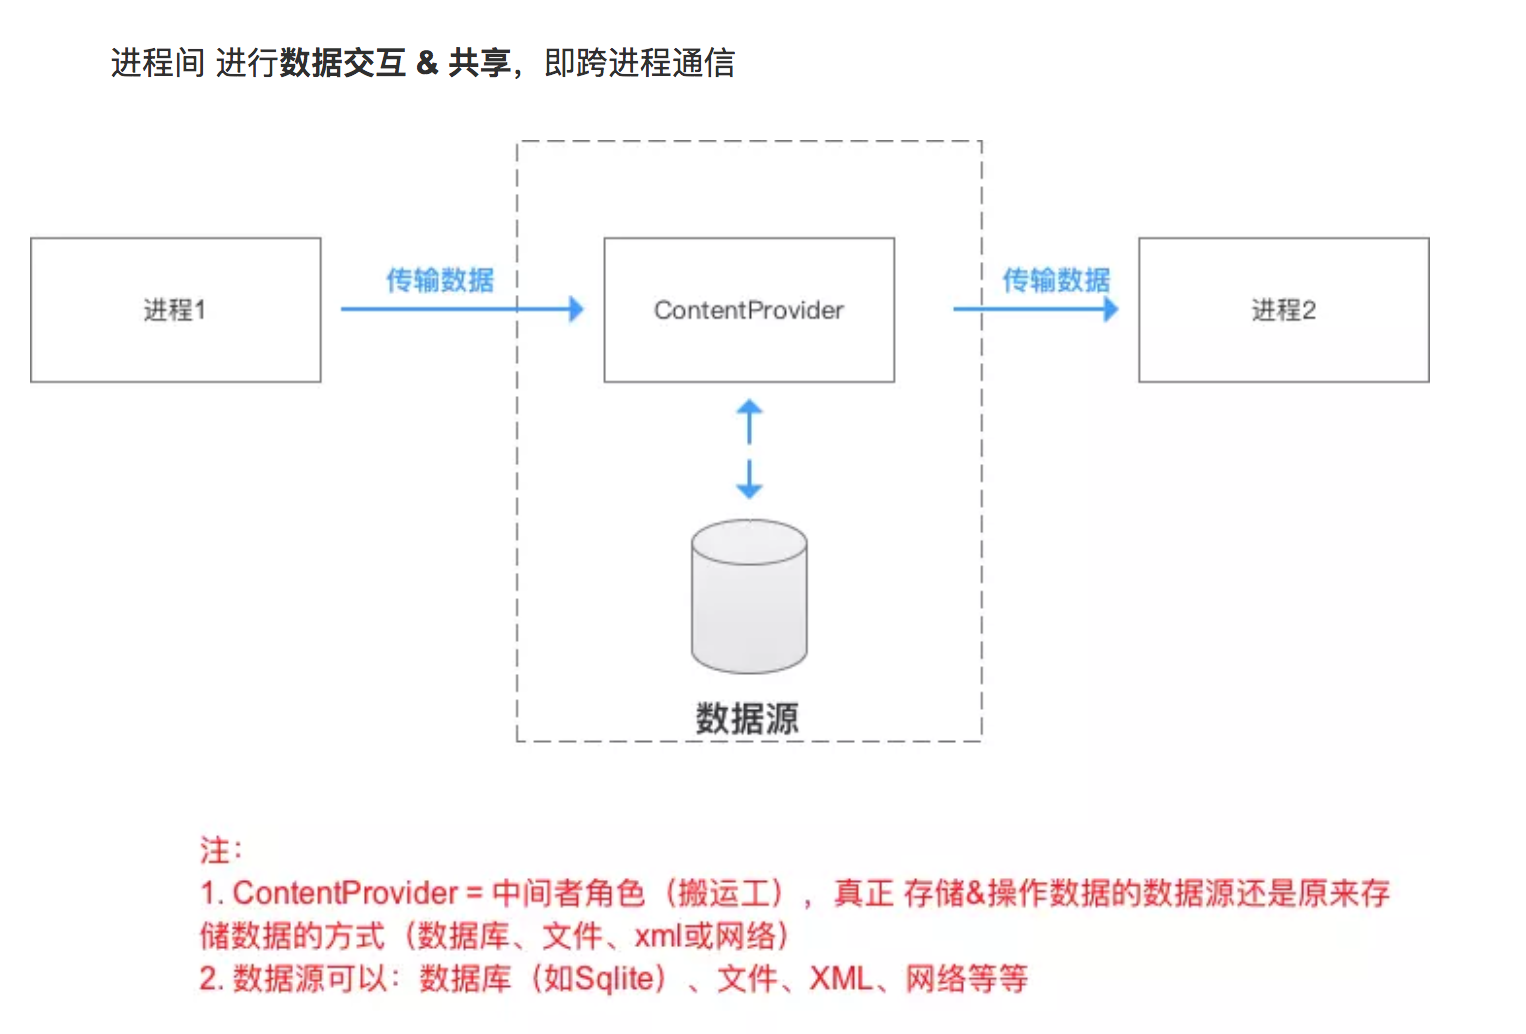 进程间 进行数据交互 & 共享，即跨进程通信
传输数据
传输数据
进程1
ContentProvider
进程2
数据源
注：
1. ContentProvider = 中间者角色（搬运工），真正 存储&操作数据的数据源还是原来存
储数据的方式（数据库、文件、xml或网络）
2. 数据源可以：数据库（如Sqlite）、文件、XML、网络等等